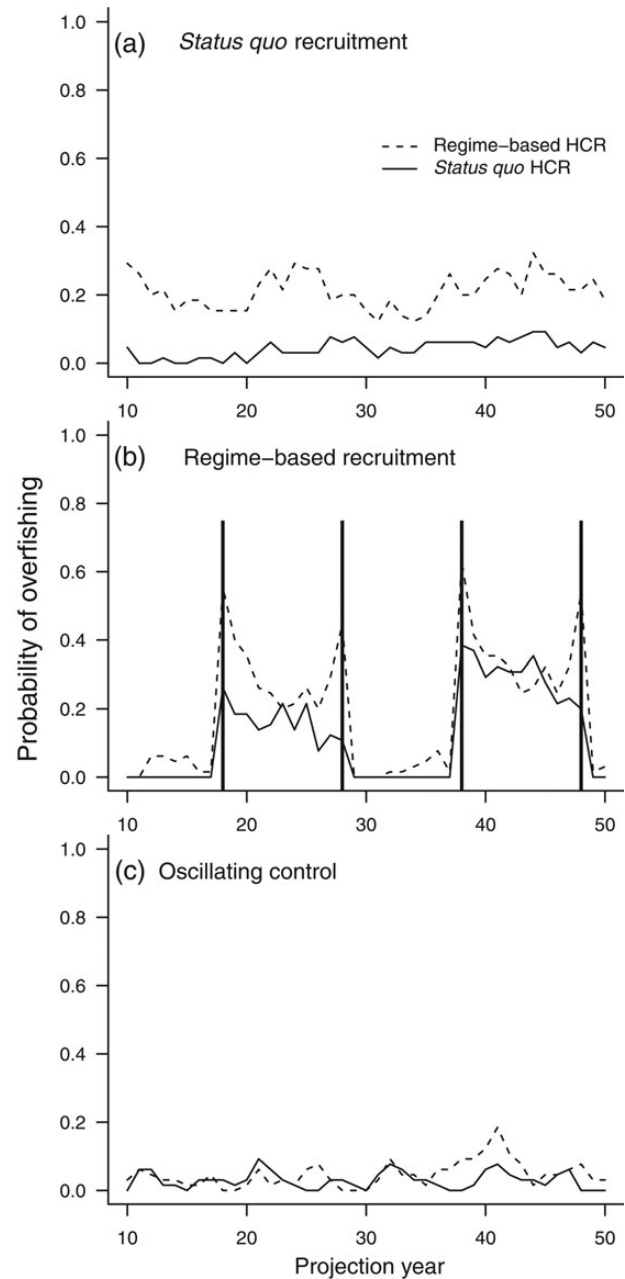 (a) Status quo recruitment
Regime−based HCR
Status quo HCR
1.0
0.8
0.6
0.4
0.2
0.0
10 20 30 40 50
(b) Regime−based recruitment
1.0
0.8
0.6
0.4
0.2
0.0
10 20 30 40 50
Probability of overfishing
(c) Oscillating control
1.0
0.8
0.6
0.4
0.2
0.0
10 20 30 40 50
Projection year